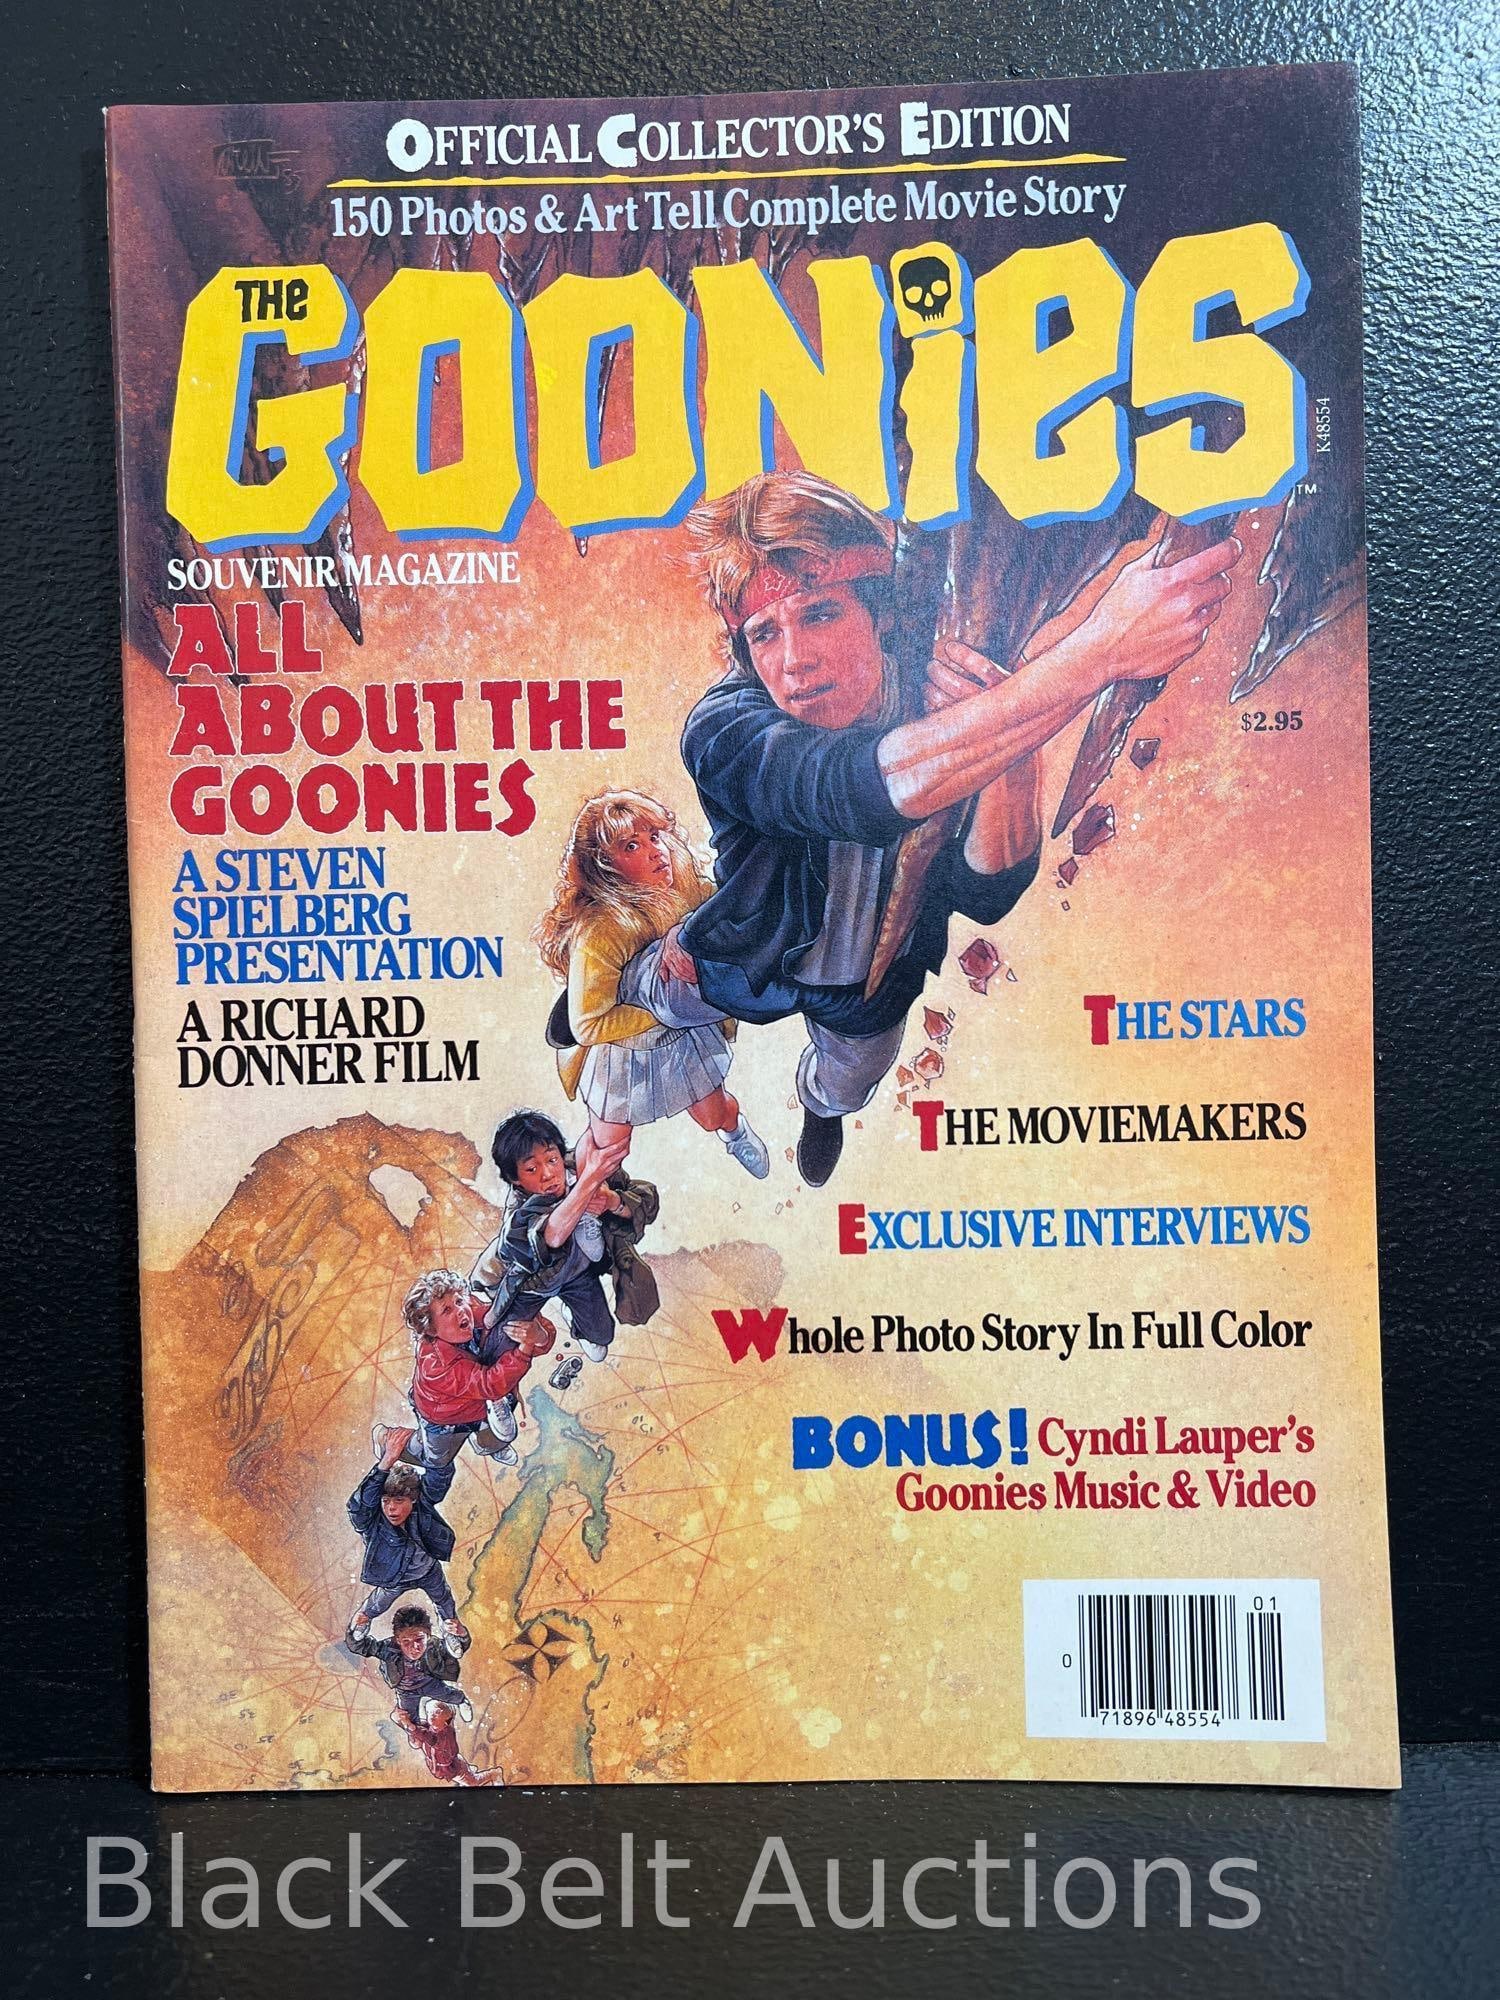 OFFICIAL COLLECTOR'S EDITION
150 Photos & Art Tell Complete Movie Story
THE
GOONIES
TM
K48554
SOUVENIR MAGAZINE
ALL
ABOUT THE
GOONIES
$2.95
A STEVEN
SPIELBERG
PRESENTATION
A RICHARD
DONNER FILM
THE STARS
THE MOVIEMAKERS
EXCLUSIVE INTERVIEWS
Whole Photo Story In Full Color
BONUS! Cyndi Lauper's
Goonies Music & Video
01
0
71896 48554
Black Belt Auctions